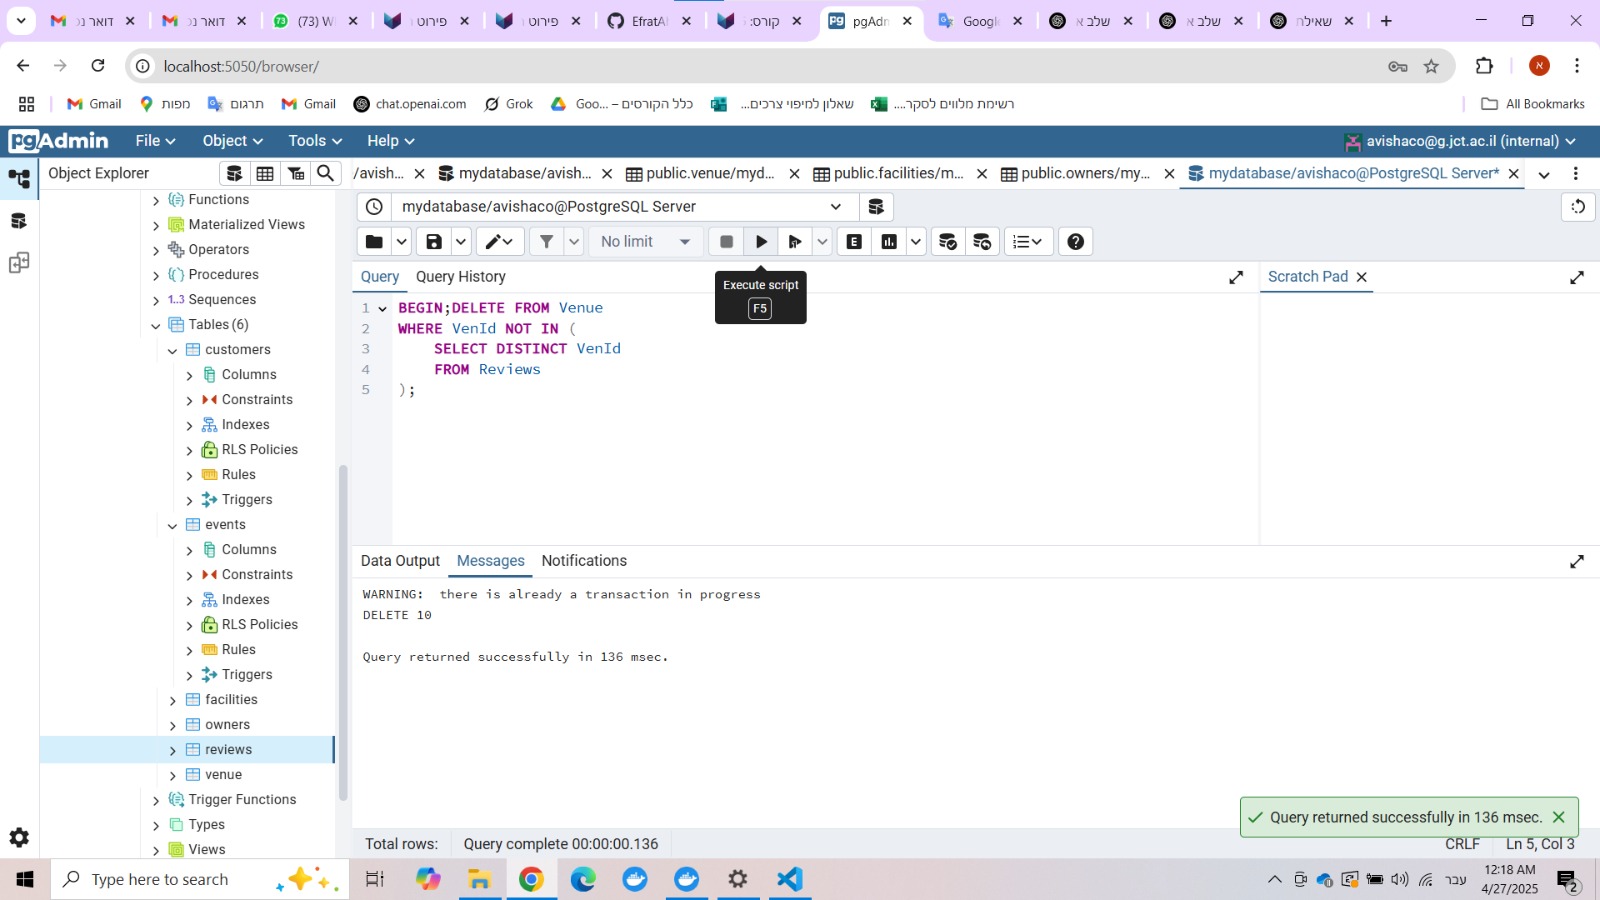 דואר נכ
דואר נכ
(73) W
פירוט
פירוט
EfratA
קורס:
pgAdn
Google
שלב א
שלב א
שאילת
localhost:5050/browser/
Gmail
מפות
תרגום
Gmail
chat.openai.com
Grok
כלל הקורסים – Goo...
שאלון למיפוי צרכים...
רשימת מלווים לסקר....
All Bookmarks
pgAdmin
File
Object
Tools
Help
avishaco@g.jct.ac.il (internal)
Object Explorer
/avish...
mydatabase/avish...
public.venue/myd...
public.facilities/m...
public.owners/my...
mydatabase/avishaco@PostgreSQL Server*
mydatabase/avishaco@PostgreSQL Server
No limit
E
Query
Query History
Execute script
F5
Scratch Pad
1 BEGIN;DELETE FROM Venue
2 WHERE VenId NOT IN (
3 SELECT DISTINCT VenId
4 FROM Reviews
5 );
Functions
Materialized Views
Operators
Procedures
1..3 Sequences
Tables (6)
customers
Columns
Constraints
Indexes
RLS Policies
Rules
Triggers
events
Columns
Constraints
Indexes
RLS Policies
Rules
Triggers
facilities
owners
reviews
venue
Trigger Functions
Types
Views
Data Output
Messages
Notifications
WARNING: there is already a transaction in progress
DELETE 10
Query returned successfully in 136 msec.
Query returned successfully in 136 msec.
Total rows:
Query complete 00:00:00.136
CRLF
Ln 5, Col 3
Type here to search
עבר
12:18 AM
4/27/2025
2